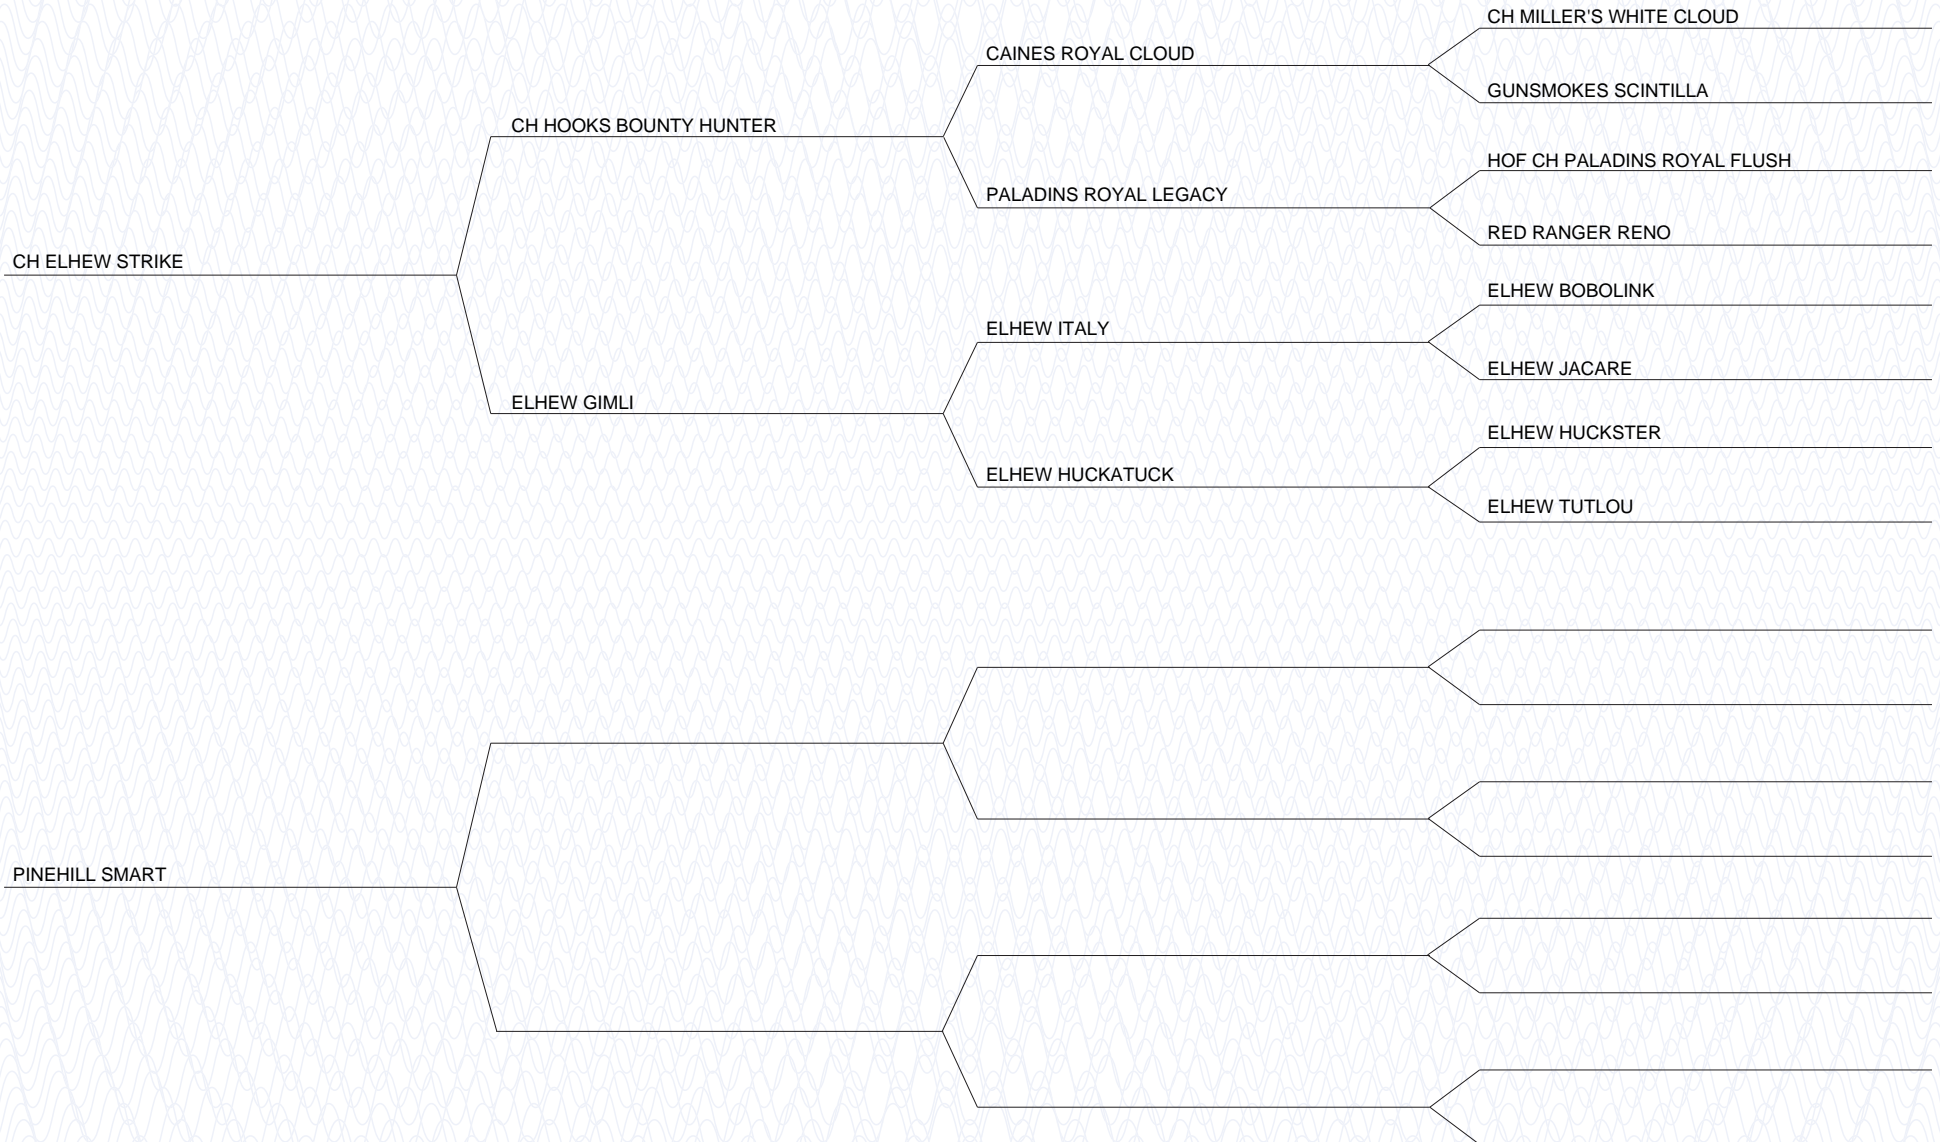 CH MILLER'S WHITE CLOUD
CAINES ROYAL CLOUD
GUNSMOKES SCINTILLA
CH HOOKS BOUNTY HUNTER
HOF CH PALADINS ROYAL FLUSH
PALADINS ROYAL LEGACY
RED RANGER RENO
CH ELHEW STRIKE
ELHEW BOBOLINK
ELHEW ITALY
ELHEW JACARE
ELHEW GIMLI
ELHEW HUCKSTER
ELHEW HUCKATUCK
ELHEW TUTLOU
PINEHILL SMART